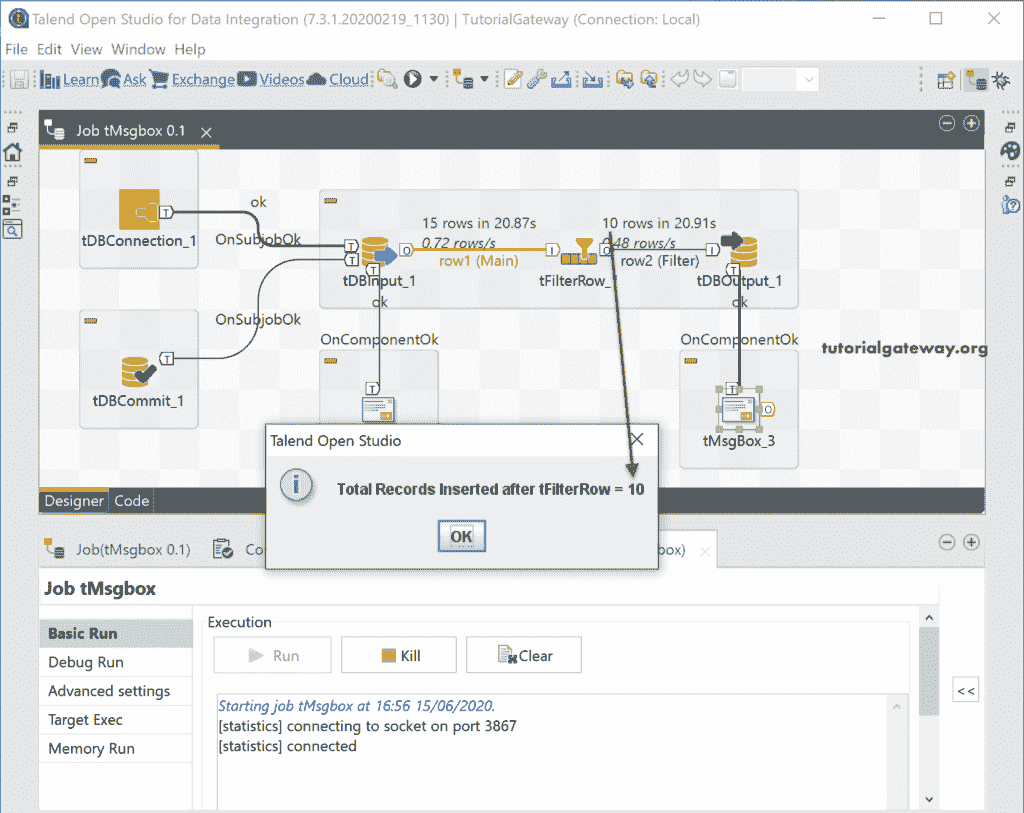 Talend Open Studio for Data Integration (7.3.1.20200219_1130) | TutorialGateway (Connection: Local)
File Edit View Window Help
Learn Ask Exchange Videos Cloud
Job tMsgbox 0.1
ok
15 rows in 20.87s
10 rows in 20.91s
tDBConnection_1
OnSubjobOk
0.72 rows/s
.48 rows/s
row1 (Main)
row2 (Filter)
tDBInput_1
tFilterRow_
tDBOutput_1
ok
ok
OnSubjobOk
OnComponentOk
OnComponentOk
tutorialgateway.org
tDBCommit_1
tMsgBox_3
Talend Open Studio
Total Records Inserted after tFilterRow = 10
OK
Designer Code
Job(tMsgbox 0.1)
Co
box)
Job tMsgbox
Basic Run
Debug Run
Advanced settings
Target Exec
Memory Run
Execution
Run
Kill
Clear
Starting job tMsgbox at 16:56 15/06/2020.
[statistics] connecting to socket on port 3867
[statistics] connected
<<